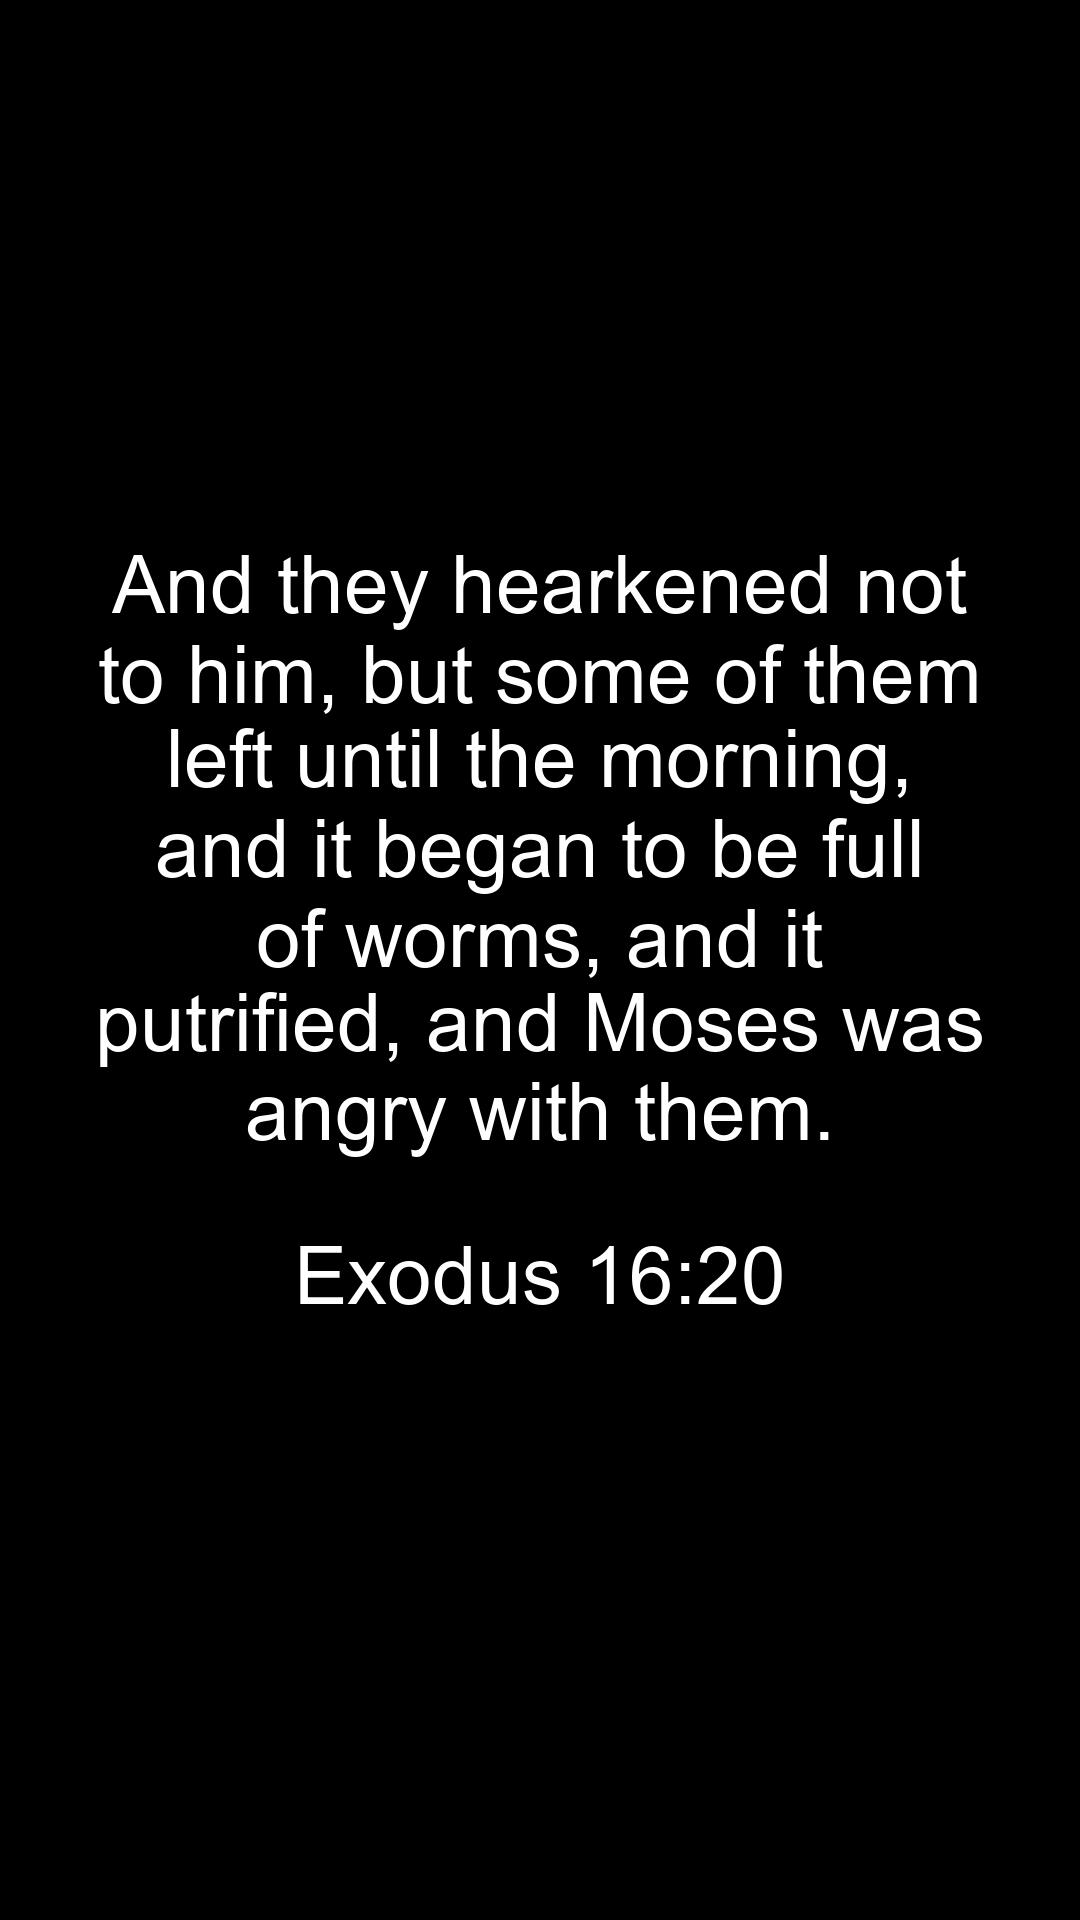 And they hearkened not
to him, but some of them
left until the morning,
and it began to be full
of worms, and it
putrified, and Moses was
angry with them.
Exodus 16:20